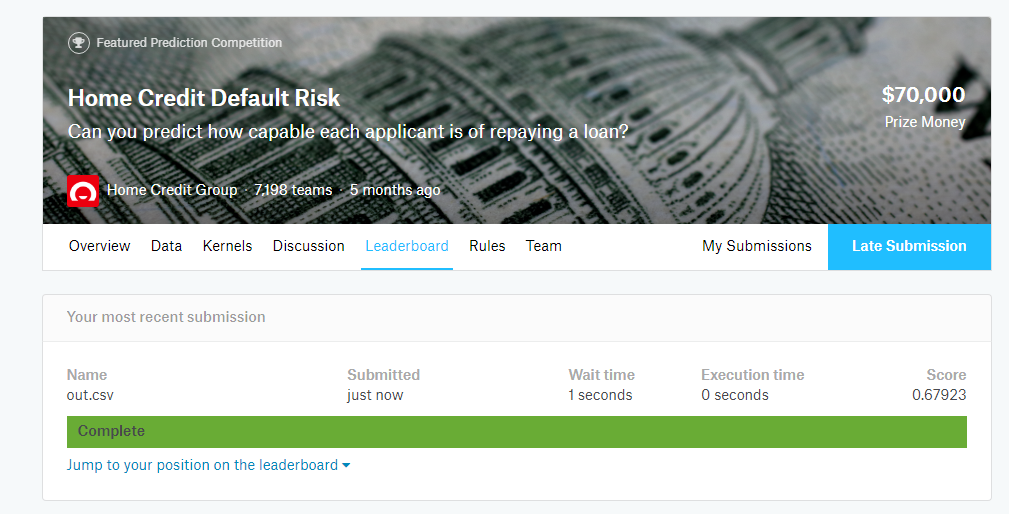 Featured Prediction Competition
Home Credit Default Risk
Can you predict how capable each applicant is of repaying a loan?
$70,000
Prize Money
Home Credit Group · 7,198 teams · 5 months ago
Overview Data Kernels Discussion Leaderboard Rules Team My Submissions Late Submission
Your most recent submission
Name Submitted Wait time Execution time Score
out.csv just now 1 seconds 0 seconds 0.67923
Complete
Jump to your position on the leaderboard